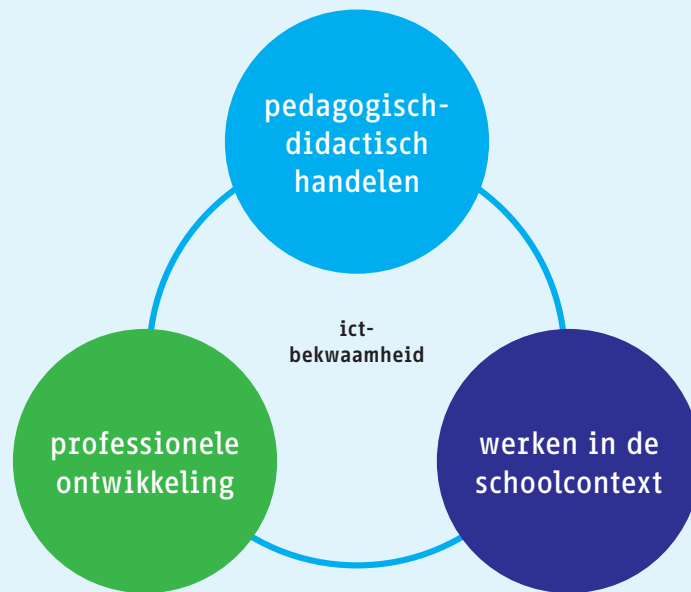 pedagogisch-
didactisch
handelen
ict-
bekwaamheid
professionele
ontwikkeling
werken in de
schoolcontext